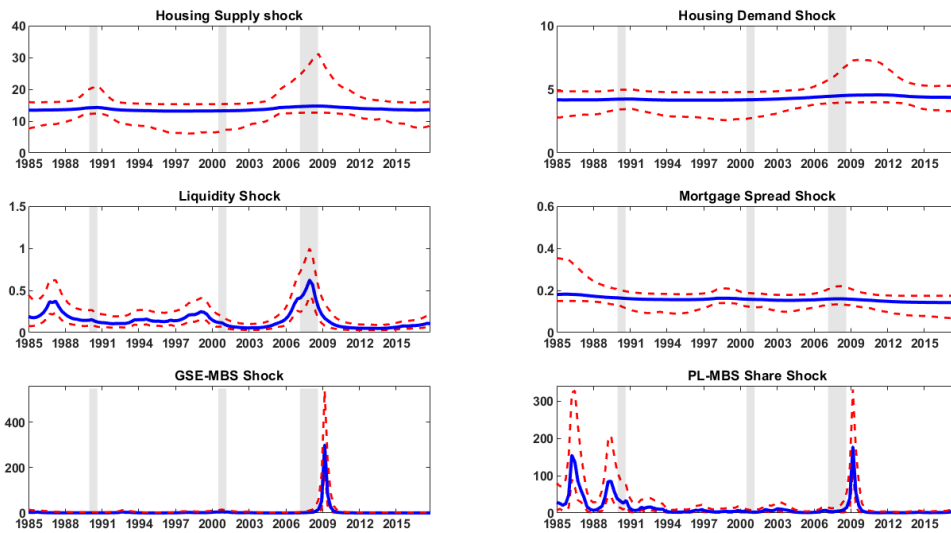 Housing Supply shock
40
30
20
10
0
1985 1988 1991 1994 1997 2000 2003 2006 2009 2012 2015
Housing Demand Shock
10
5
0
1985 1988 1991 1994 1997 2000 2003 2006 2009 2012 2015
Liquidity Shock
1.5
1
0.5
0
1985 1988 1991 1994 1997 2000 2003 2006 2009 2012 2015
Mortgage Spread Shock
0.6
0.4
0.2
0
1985 1988 1991 1994 1997 2000 2003 2006 2009 2012 2015
GSE-MBS Shock
400
200
0
1985 1988 1991 1994 1997 2000 2003 2006 2009 2012 2015
PL-MBS Share Shock
300
200
100
0
1985 1988 1991 1994 1997 2000 2003 2006 2009 2012 2015